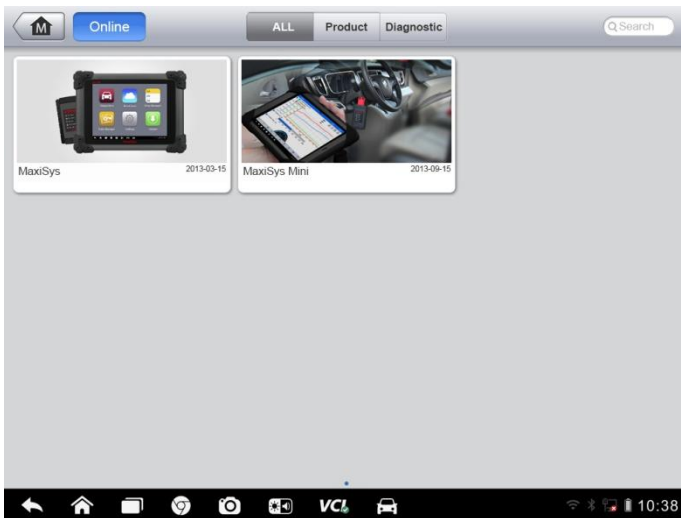 M Online ALL Product Diagnostic Search
MaxiSys 2013-03-15 MaxiSys Mini 2013-09-15
VCI 10:38